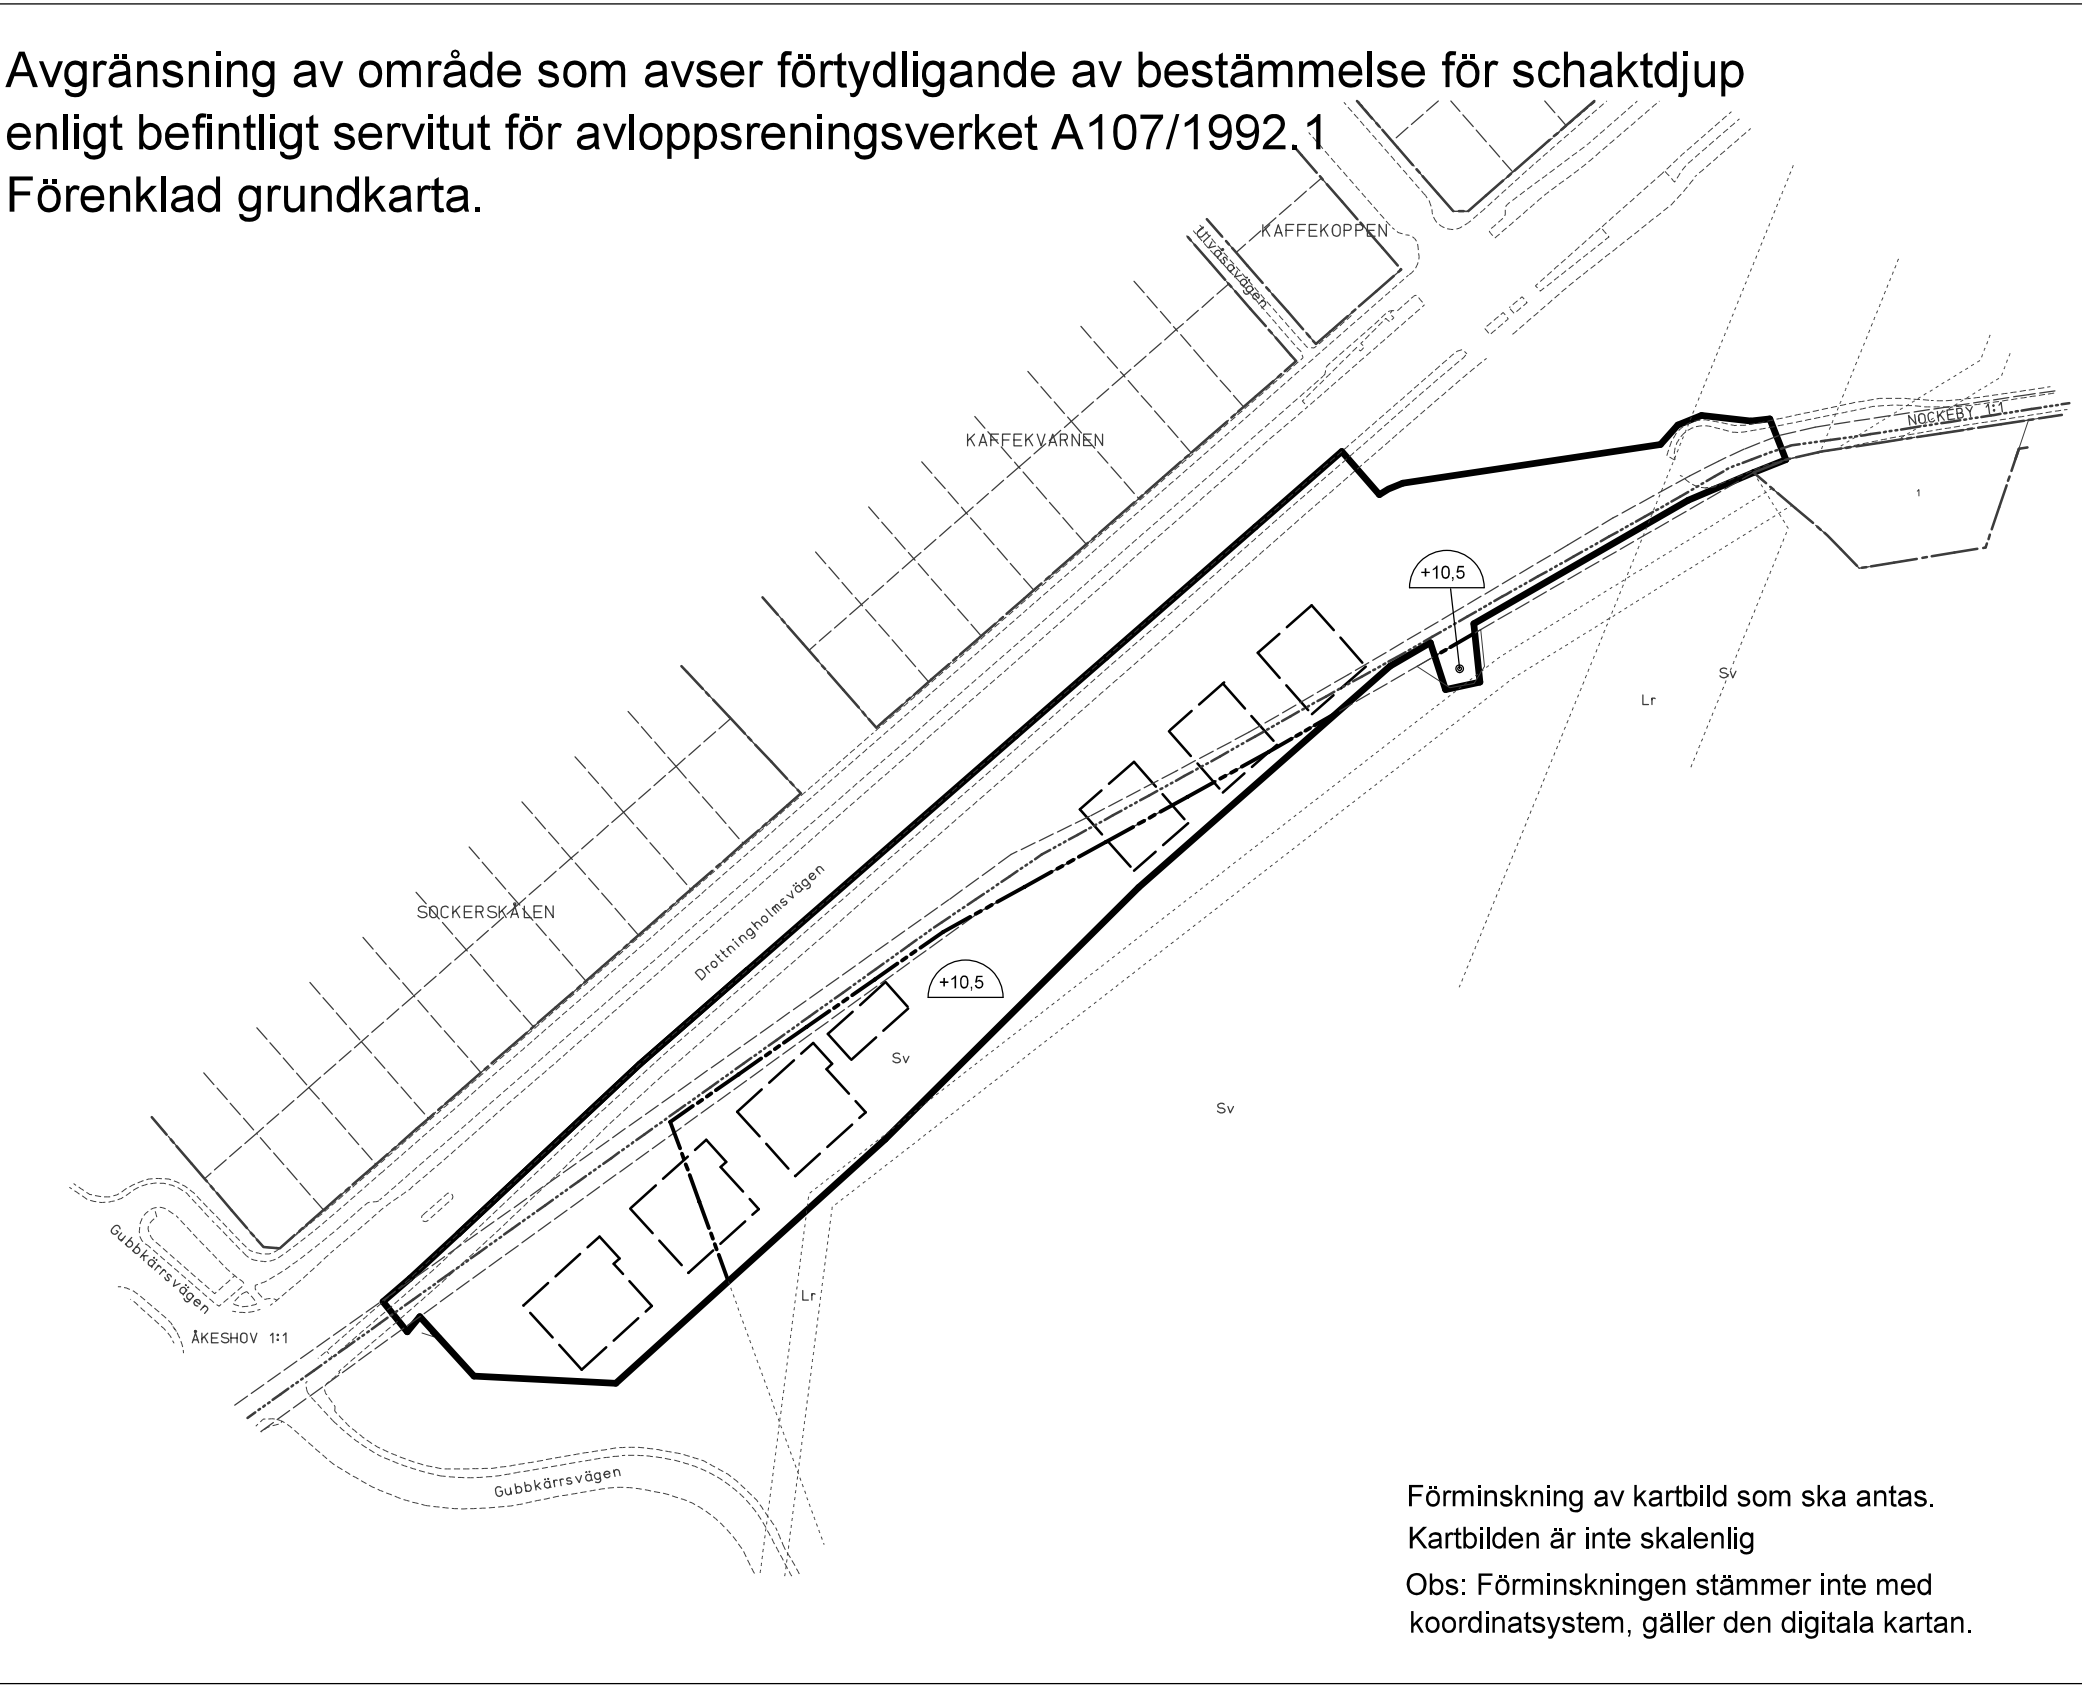 Avgränsning av område som avser förtydligande av bestämmelse för schaktdjup
enligt befintligt servitut för avloppsreningsverket A107/1992.1
Förenklad grundkarta.
KAFFEKOPPEN
Ulvåsavägen
KAFFEKVARNEN
NOCKEBY 1:1
1
+10,5
Sv
Lr
Drottningholmsvägen
SOCKERSKÅLEN
+10,5
Sv
Sv
Gubbkärrsvägen
Lr
ÅKESHOV 1:1
Gubbkärrsvägen
Förminskning av kartbild som ska antas.
Kartbilden är inte skalenlig
Obs: Förminskningen stämmer inte med
koordinatsystem, gäller den digitala kartan.